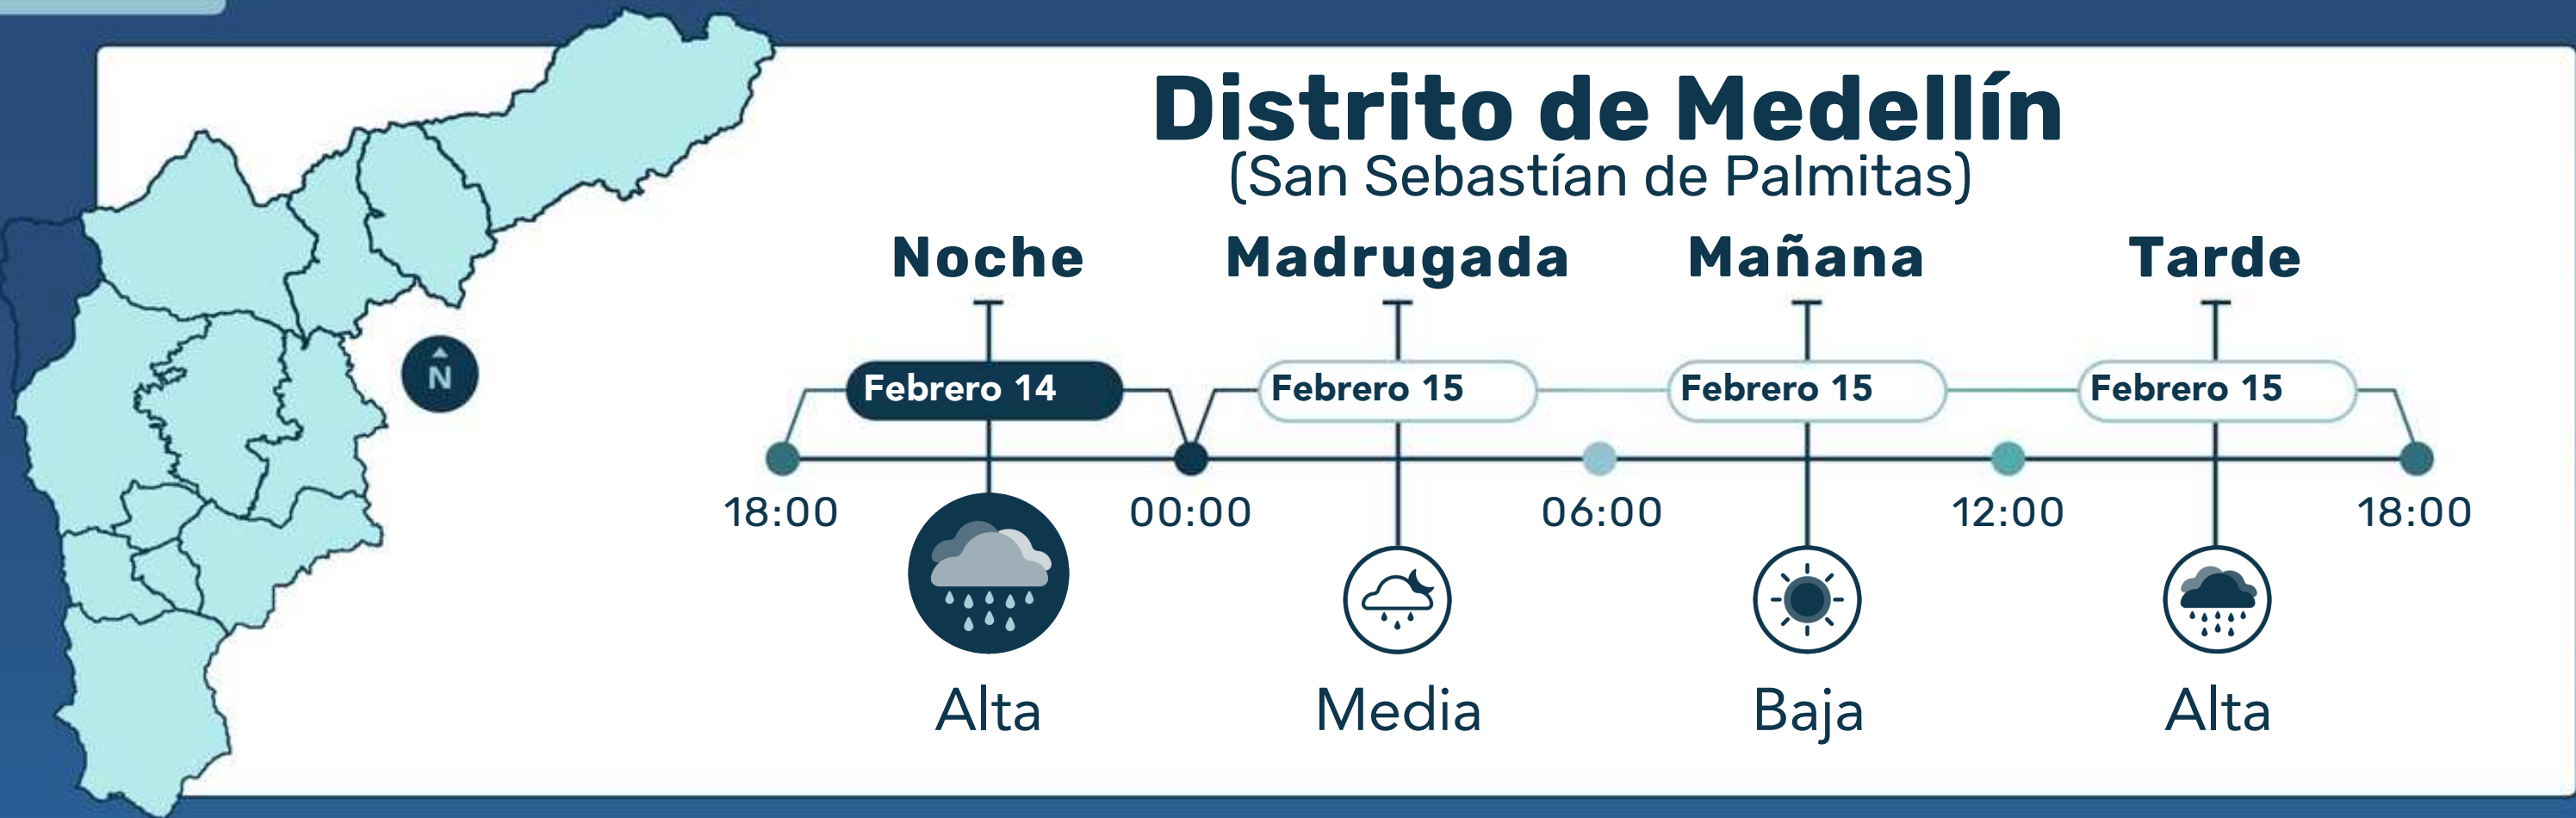 Distrito de Medellín
(San Sebastían de Palmitas)
Noche Madrugada Mañana Tarde
Febrero 14 Febrero 15 Febrero 15 Febrero 15
N
18:00 00:00 06:00 12:00 18:00
Alta Media Baja Alta